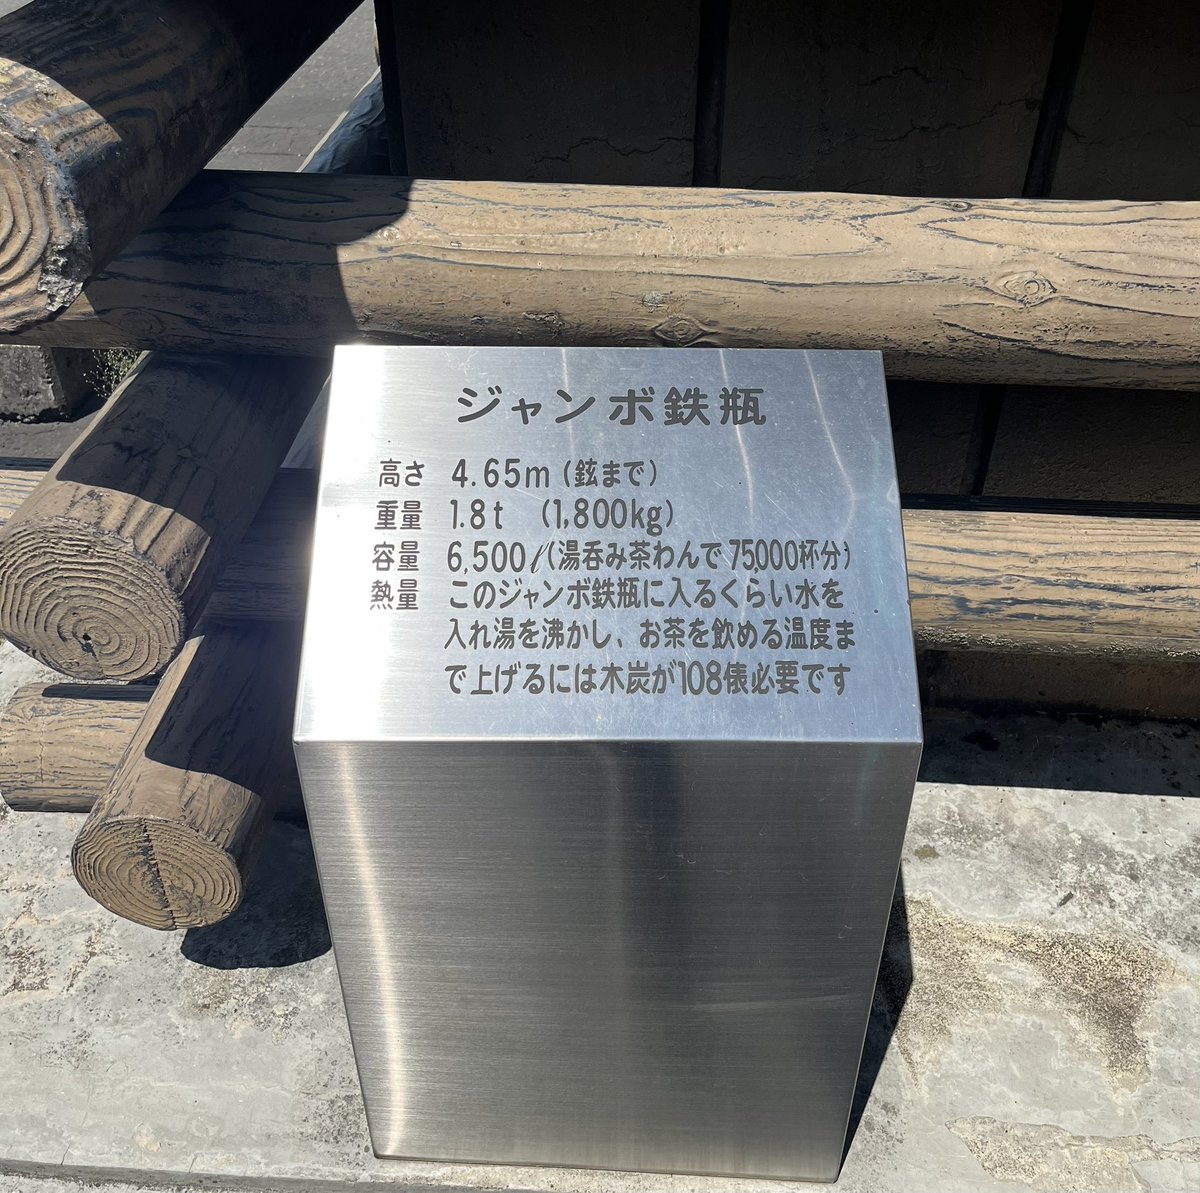 ジャンボ鉄瓶
高さ 4.65m (鉉まで)
重量 1.8t (1,800kg)
容量 6,500ℓ(湯呑み茶わんで75,000杯分)
熱量 このジャンボ鉄瓶に入るくらい水を
入れ湯を沸かし、お茶を飲める温度ま
で上げるには木炭が108俵必要です